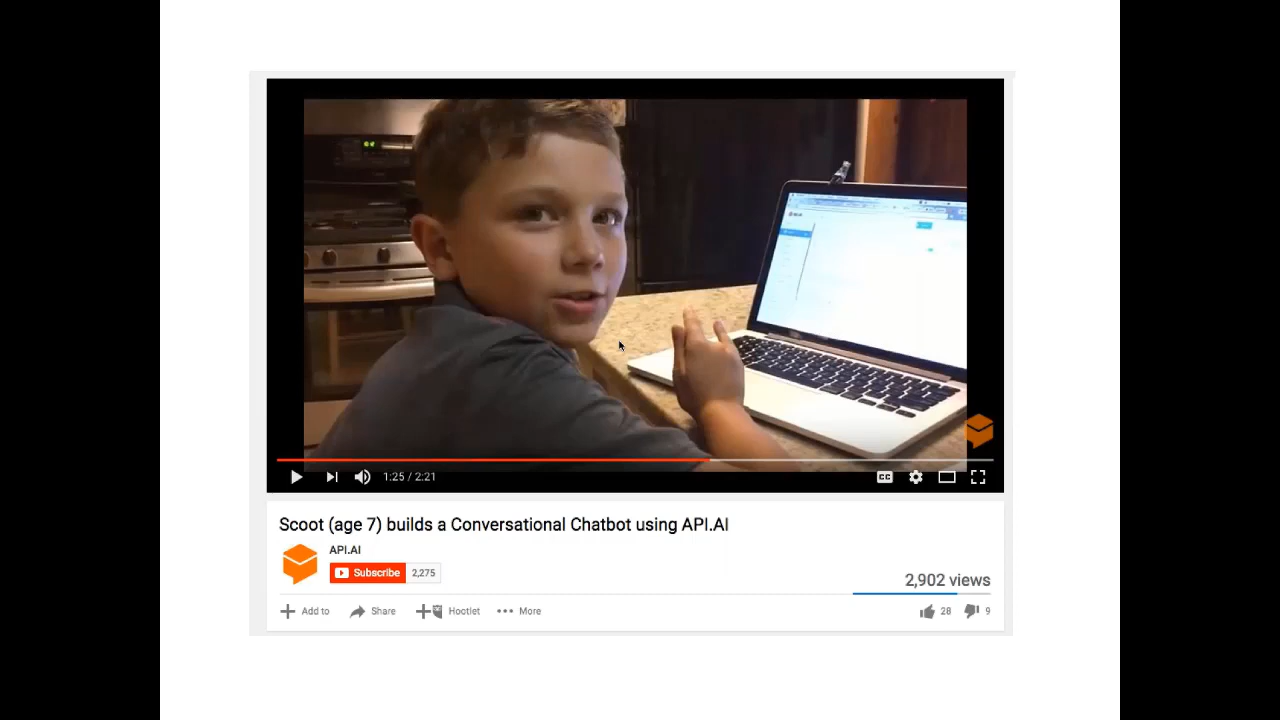 CC
1:25 / 2:21
Scoot (age 7) builds a Conversational Chatbot using API.AI
API.AI
Subscribe 2,275
2,902 views
Add to Share Hootlet More
28 9